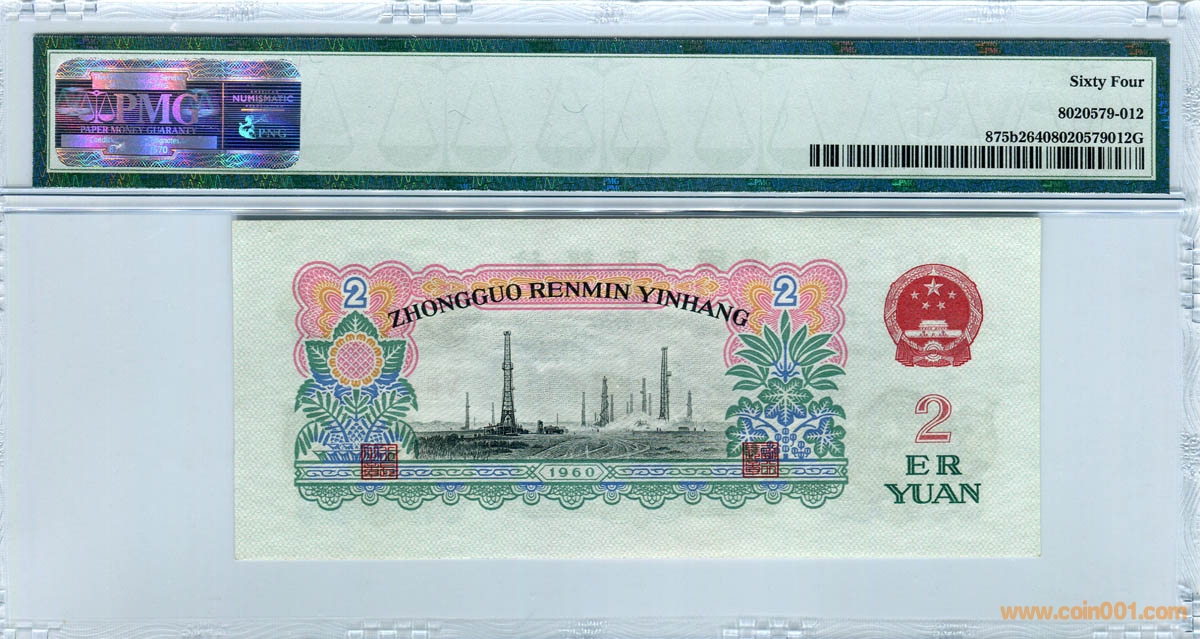 PMG
PAPER MONEY GUARANTY
NUMISMATIC
PNG
Sixty Four
8020579-012
875b26408020579012G
2
ZHONGGUO RENMIN YINHANG
2
1960
2
ER
YUAN
www.coin001.com